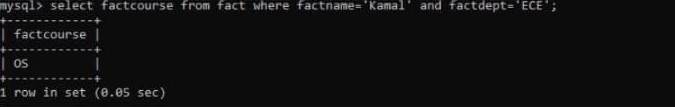 mysql> select factcourse from fact where factname='Kamal' and factdept='ECE';
+------------+
| factcourse |
+------------+
| OS         |
+------------+
1 row in set (0.05 sec)